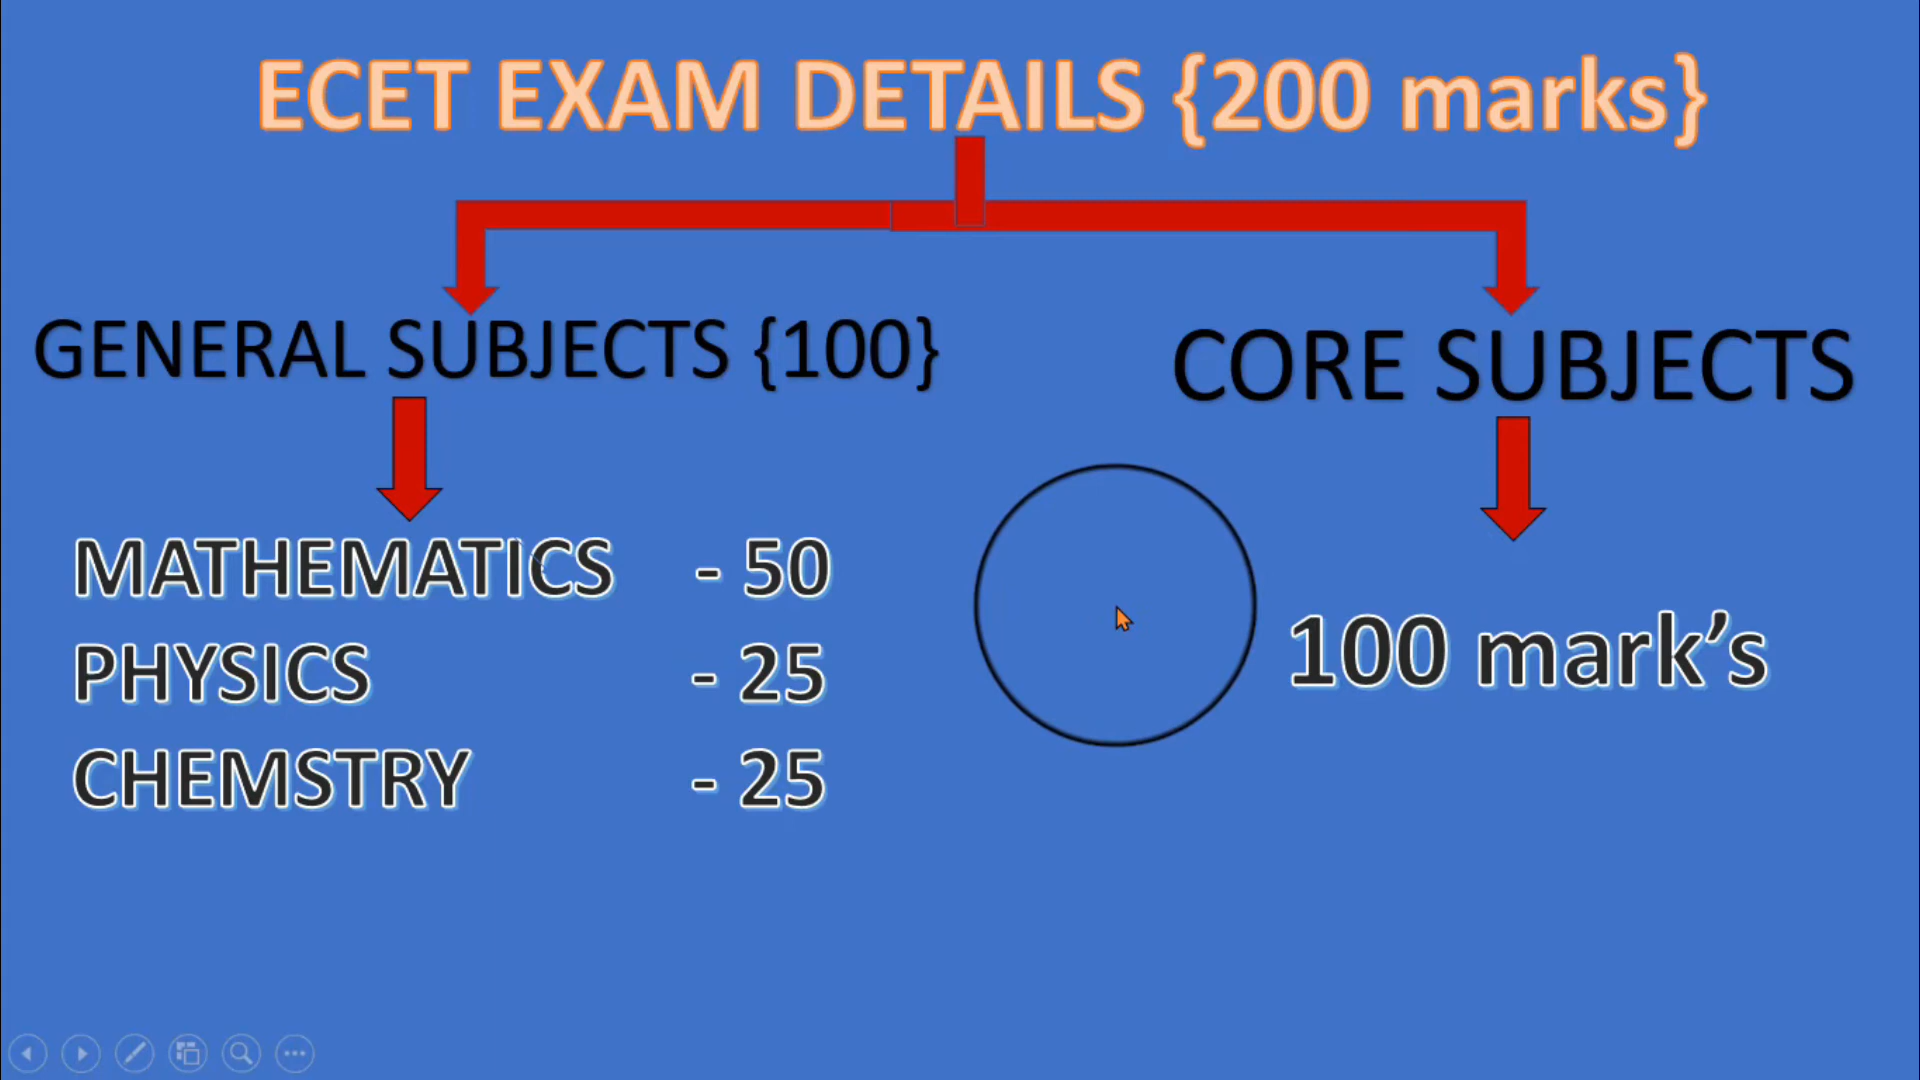 ECET EXAM DETAILS {200 marks}
GENERAL SUBJECTS {100}
CORE SUBJECTS
MATHEMATICS - 50
PHYSICS - 25
CHEMSTRY - 25
100 mark’s